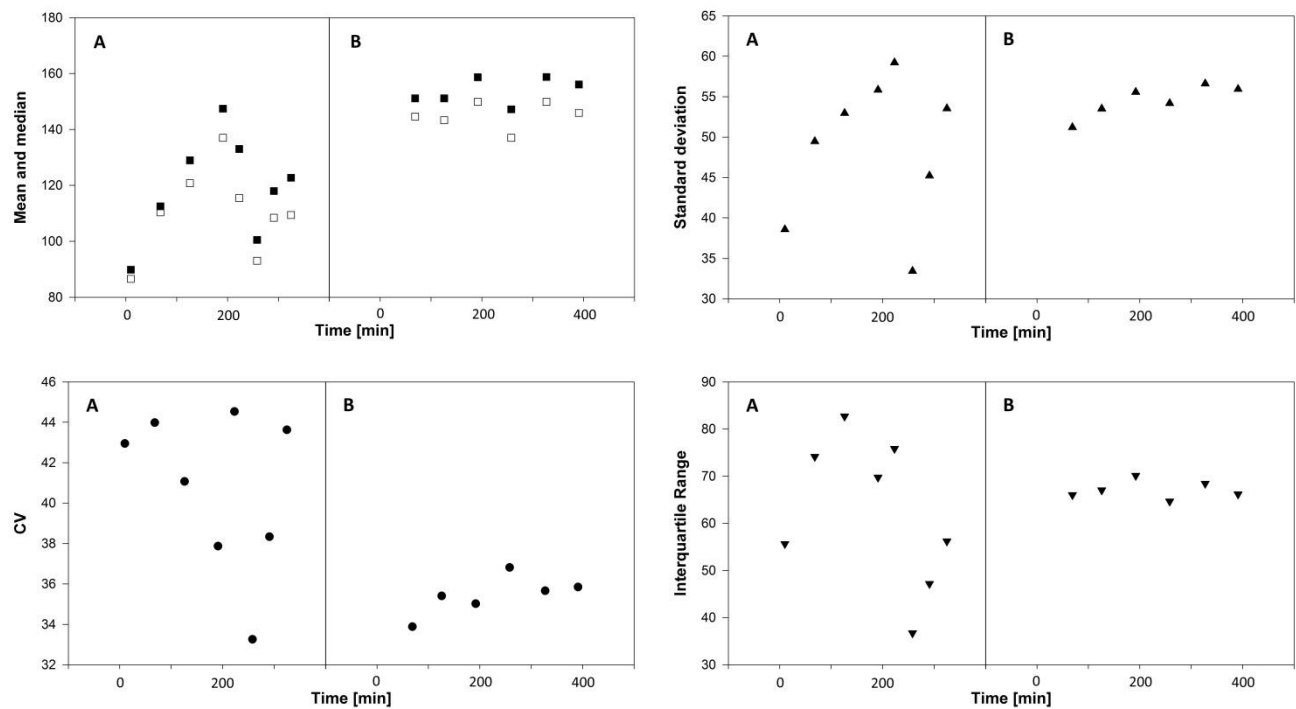 Mean and median
180
160
140
120
100
80
A
B
0 200 0 200 400
Time [min]
Standard deviation
65
60
55
50
45
40
35
30
A
B
0 200 0 200 400
Time [min]
CV
46
44
42
40
38
36
34
32
A
B
0 200 0 200 400
Time [min]
Interquartile Range
90
80
70
60
50
40
30
A
B
0 200 0 200 400
Time [min]